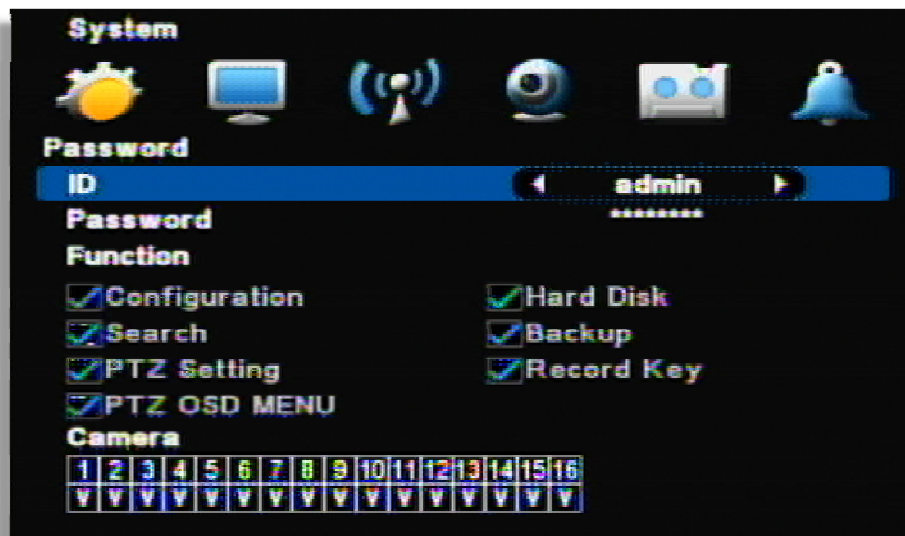 System
Password
ID admin
Password ********
Function
Configuration Hard Disk
Search Backup
PTZ Setting Record Key
PTZ OSD MENU
Camera
1 2 3 4 5 6 7 8 9 10 11 12 13 14 15 16
V V V V V V V V V V V V V V V V